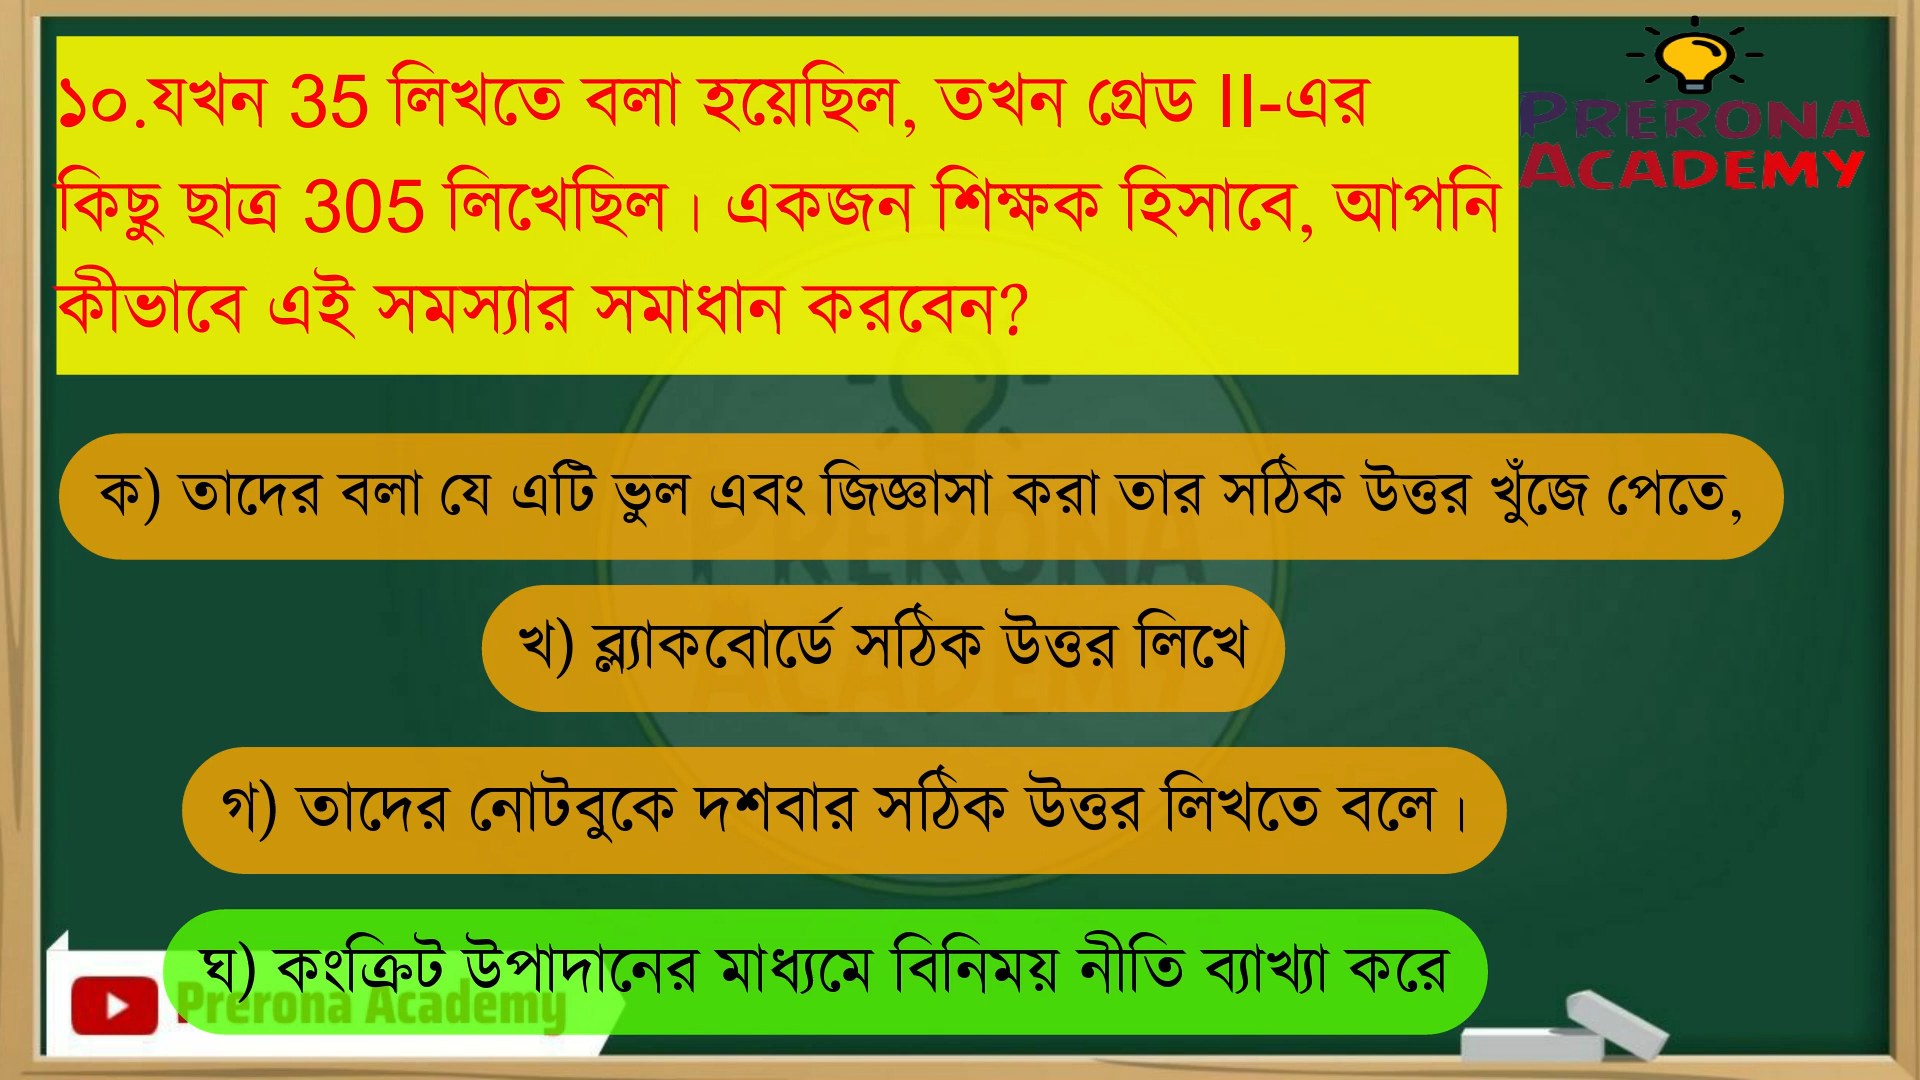 ১০.যখন 35 লিখতে বলা হয়েছিল, তখন গ্রেড II-এর
কিছু ছাত্র 305 লিখেছিল। একজন শিক্ষক হিসাবে, আপনি
কীভাবে এই সমস্যার সমাধান করবেন?
PRERONA
ACADEMY
ক) তাদের বলা যে এটি ভুল এবং জিজ্ঞাসা করা তার সঠিক উত্তর খুঁজে পেতে,
খ) ব্ল্যাকবোর্ডে সঠিক উত্তর লিখে
গ) তাদের নোটবুকে দশবার সঠিক উত্তর লিখতে বলে।
ঘ) কংক্রিট উপাদানের মাধ্যমে বিনিময় নীতি ব্যাখ্যা করে
Prerona Academy
PRERONA
ACADEMY